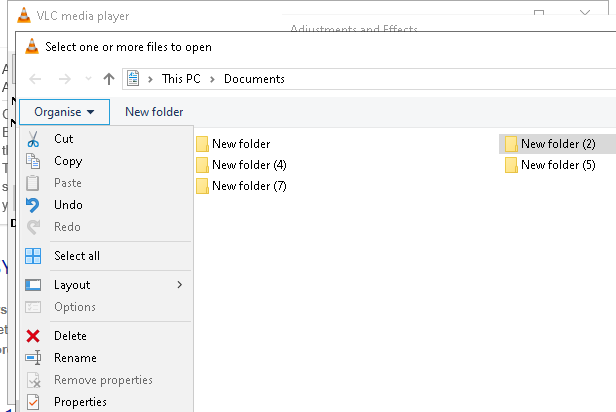 VLC media player
Adjustments and Effects
Select one or more files to open
This PC > Documents
Organise New folder
Cut
Copy
Paste
Undo
Redo
Select all
Layout
Options
Delete
Rename
Remove properties
Properties
New folder
New folder (2)
New folder (4)
New folder (5)
New folder (7)